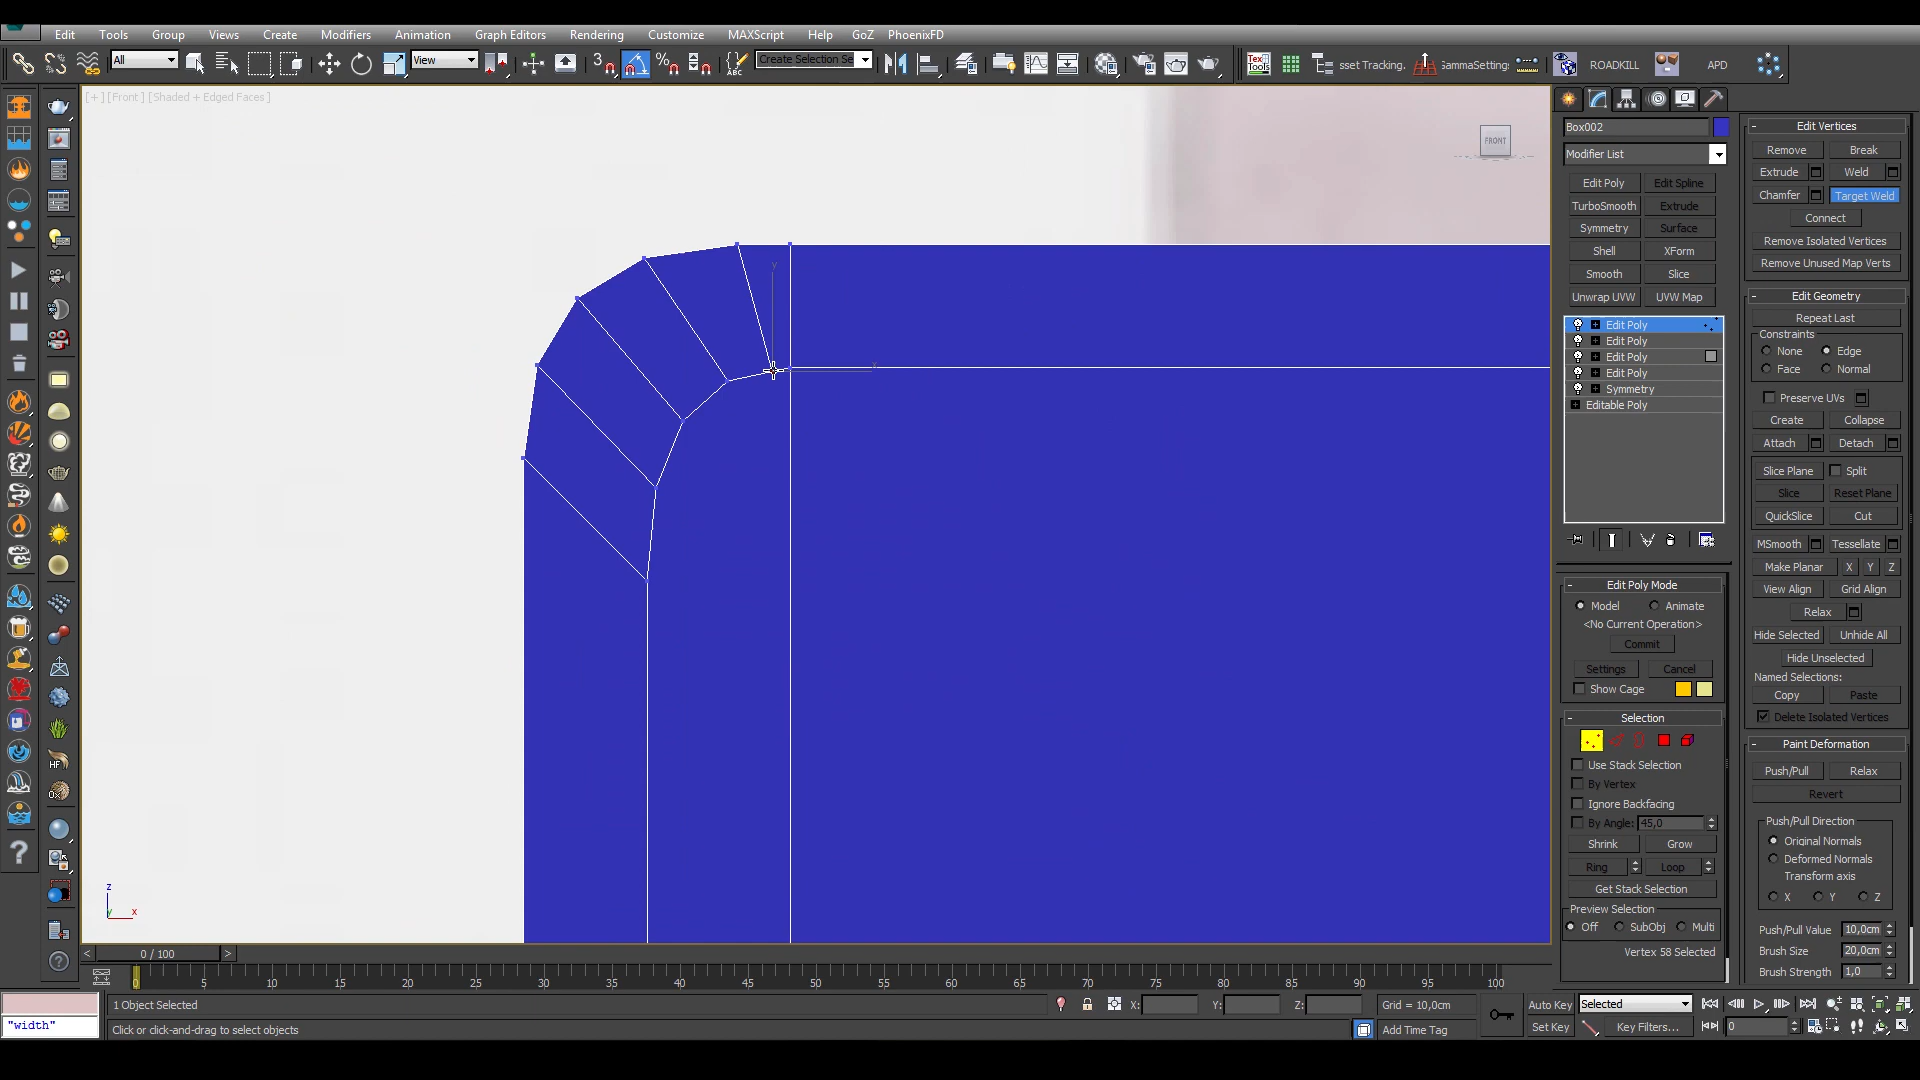 Edit Tools Group Views Create Modifiers Animation Graph Editors Rendering Customize MAXScript Help GoZ PhoenixFD
All View Create Selection Se Tex Tools sset Tracking. GammaSetting: ROADKILL APD
[+][Front][Shaded + Edged Faces]
FRONT
y
x
z
y x
HF
Ox
Box002
Modifier List
Edit Poly Edit Spline
TurboSmooth Extrude
Symmetry Surface
Shell XForm
Smooth Slice
Unwrap UVW UVW Map
Edit Poly
Edit Poly
Edit Poly
Edit Poly
Symmetry
Editable Poly
Edit Poly Mode
Model Animate
<No Current Operation>
Commit
Settings Cancel
Show Cage
Selection
Use Stack Selection
By Vertex
Ignore Backfacing
By Angle: 45,0
Shrink Grow
Ring Loop
Get Stack Selection
Preview Selection
Off SubObj Multi
Vertex 58 Selected
Edit Vertices
Remove Break
Extrude Weld
Chamfer Target Weld
Connect
Remove Isolated Vertices
Remove Unused Map Verts
Edit Geometry
Repeat Last
Constraints
None Edge
Face Normal
Preserve UVs
Create Collapse
Attach Detach
Slice Plane Split
Slice Reset Plane
QuickSlice Cut
MSmooth Tessellate
Make Planar X Y Z
View Align Grid Align
Relax
Hide Selected Unhide All
Hide Unselected
Named Selections:
Copy Paste
Delete Isolated Vertices
Paint Deformation
Push/Pull Relax
Revert
Push/Pull Direction
Original Normals
Deformed Normals
Transform axis
X Y Z
Push/Pull Value 10,0cm
Brush Size 20,0cm
Brush Strength 1,0
< 0 / 100 >
0 5 10 15 20 25 30 35 40 45 50 55 60 65 70 75 80 85 90 95 100
1 Object Selected X: Y: Z: Grid = 10,0cm Auto Key Selected
"width" Click or click-and-drag to select objects Add Time Tag Set Key Key Filters... 0